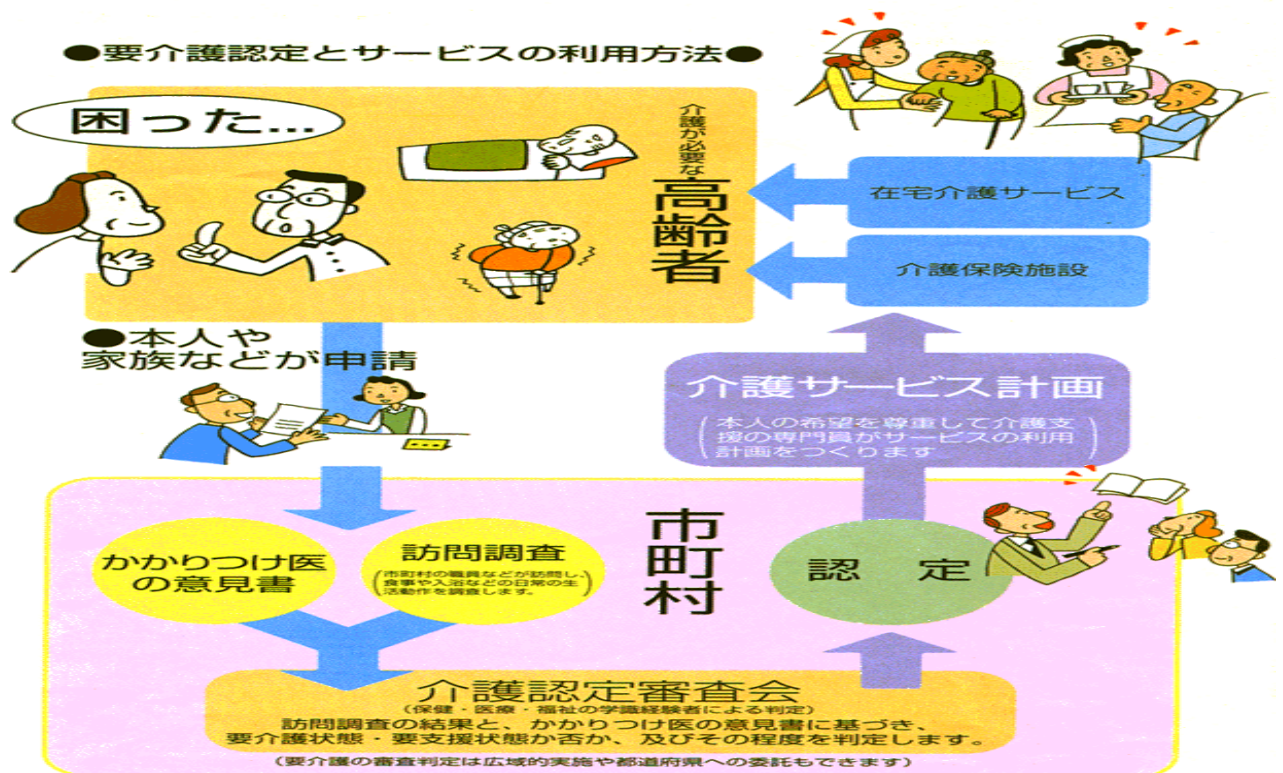 ●要介護認定とサービスの利用方法●
困った...
介護が必要な
高齢者
在宅介護サービス
介護保険施設
●本人や
家族などが申請
介護サービス計画
(本人の希望を尊重して介護支
援の専門員がサービスの利用
計画をつくります)
市町村
かかりつけ医
の意見書
訪問調査
(市町村の職員などが訪問し、
食事や入浴などの日常の生
活動作を調査します。)
認定
介護認定審査会
(保健・医療・福祉の学識経験者による判定)
訪問調査の結果と、かかりつけ医の意見書に基づき、
要介護状態・要支援状態か否か、及びその程度を判定します。
(要介護の審査判定は広域的実施や都道府県への委託もできます)